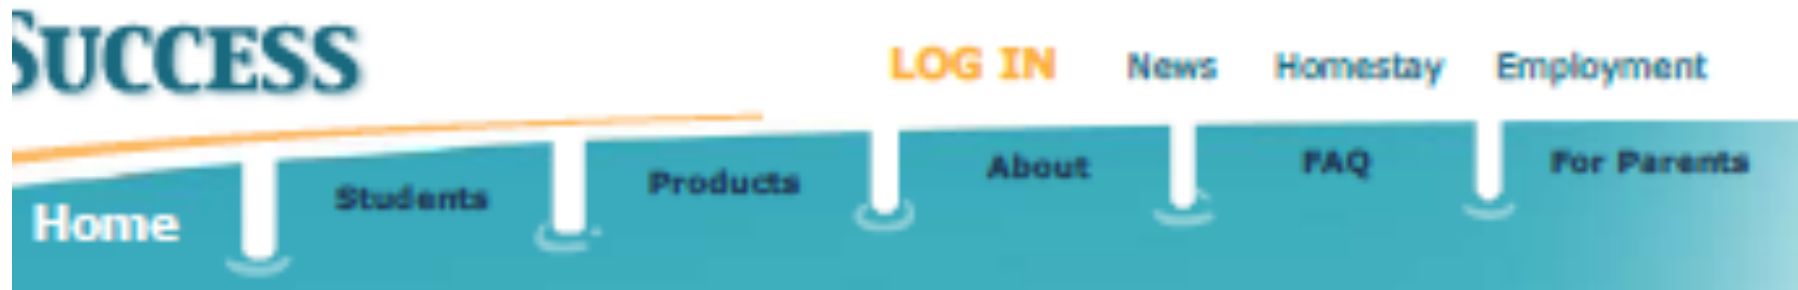 SUCCESS
LOG IN News Homestay Employment
Home Students Products About FAQ For Parents